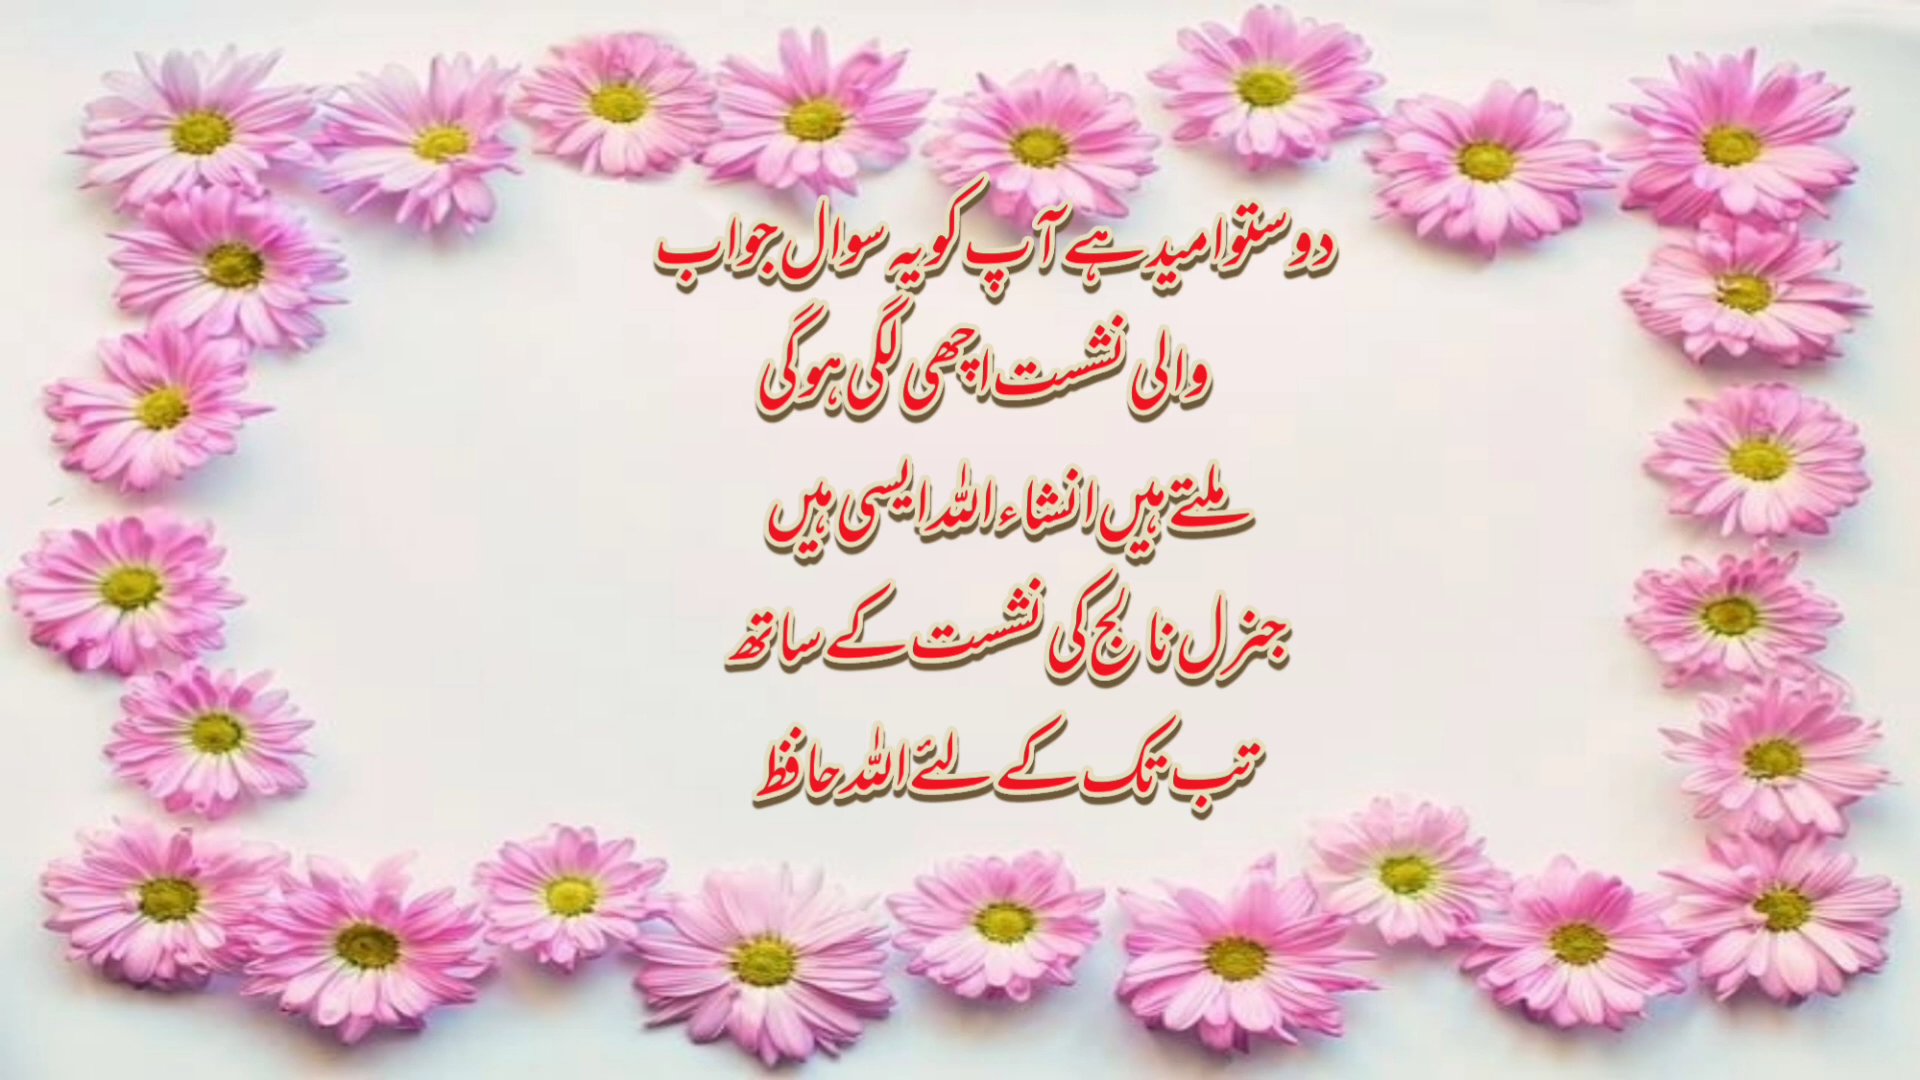 دوستو امید ہے آپ کو یہ سوال جواب
والی نشست اچھی لگی ہوگی
ملتے ہیں انشاء اللہ ایسی ہیں
جنرل نالج کی نشست کے ساتھ
تب تک کے لئے اللہ حافظ